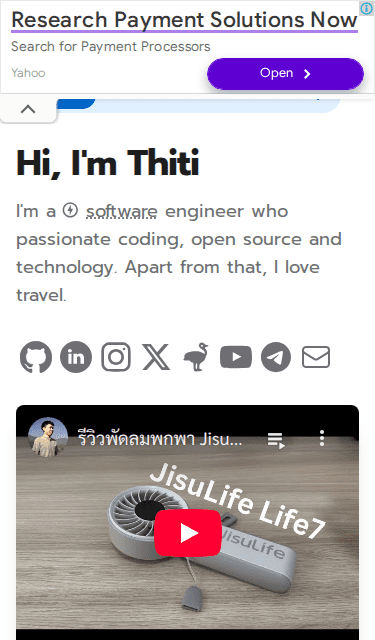 Research Payment Solutions Now
Search for Payment Processors
Yahoo
Open
Hi, I'm Thiti
I'm a software engineer who
passionate coding, open source and
technology. Apart from that, I love
travel.
รีวิวพัดลมพกพา Jisu...
JisuLife Life7
JisuLife